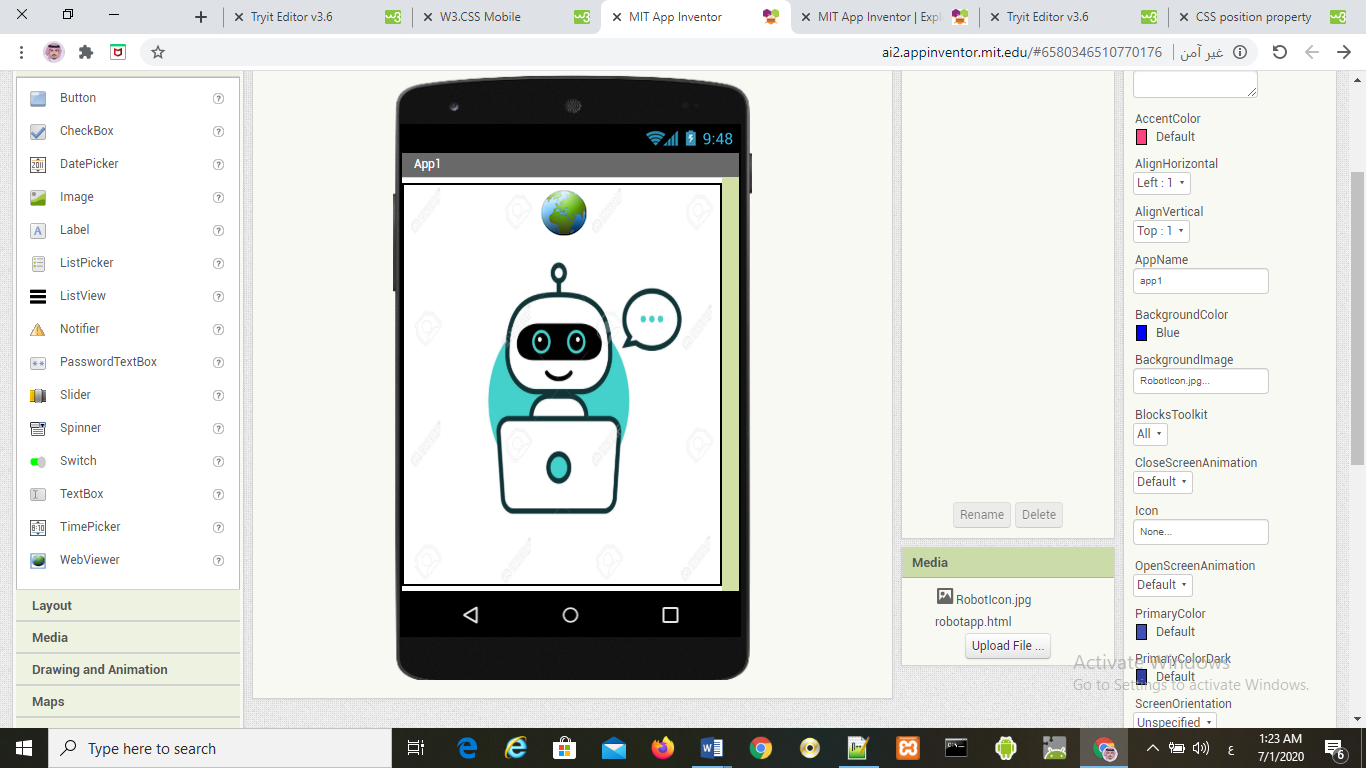 Tryit Editor v3.6
W3.CSS Mobile
MIT App Inventor
MIT App Inventor | Expl
Tryit Editor v3.6
CSS position property
ai2.appinventor.mit.edu/#6580346510770176
غير آمن
Button
CheckBox
DatePicker
Image
Label
ListPicker
ListView
Notifier
PasswordTextBox
Slider
Spinner
Switch
TextBox
TimePicker
WebViewer
Layout
Media
Drawing and Animation
Maps
9:48
App1
Rename
Delete
Media
RobotIcon.jpg
robotapp.html
Upload File ...
AccentColor
Default
AlignHorizontal
Left : 1
AlignVertical
Top : 1
AppName
app1
BackgroundColor
Blue
BackgroundImage
RobotIcon.jpg...
BlocksToolkit
All
CloseScreenAnimation
Default
Icon
None...
OpenScreenAnimation
Default
PrimaryColor
Default
PrimaryColorDark
Default
ScreenOrientation
Unspecified
Activate Windows
Go to Settings to activate Windows.
Type here to search
ع
1:23 AM
7/1/2020
6